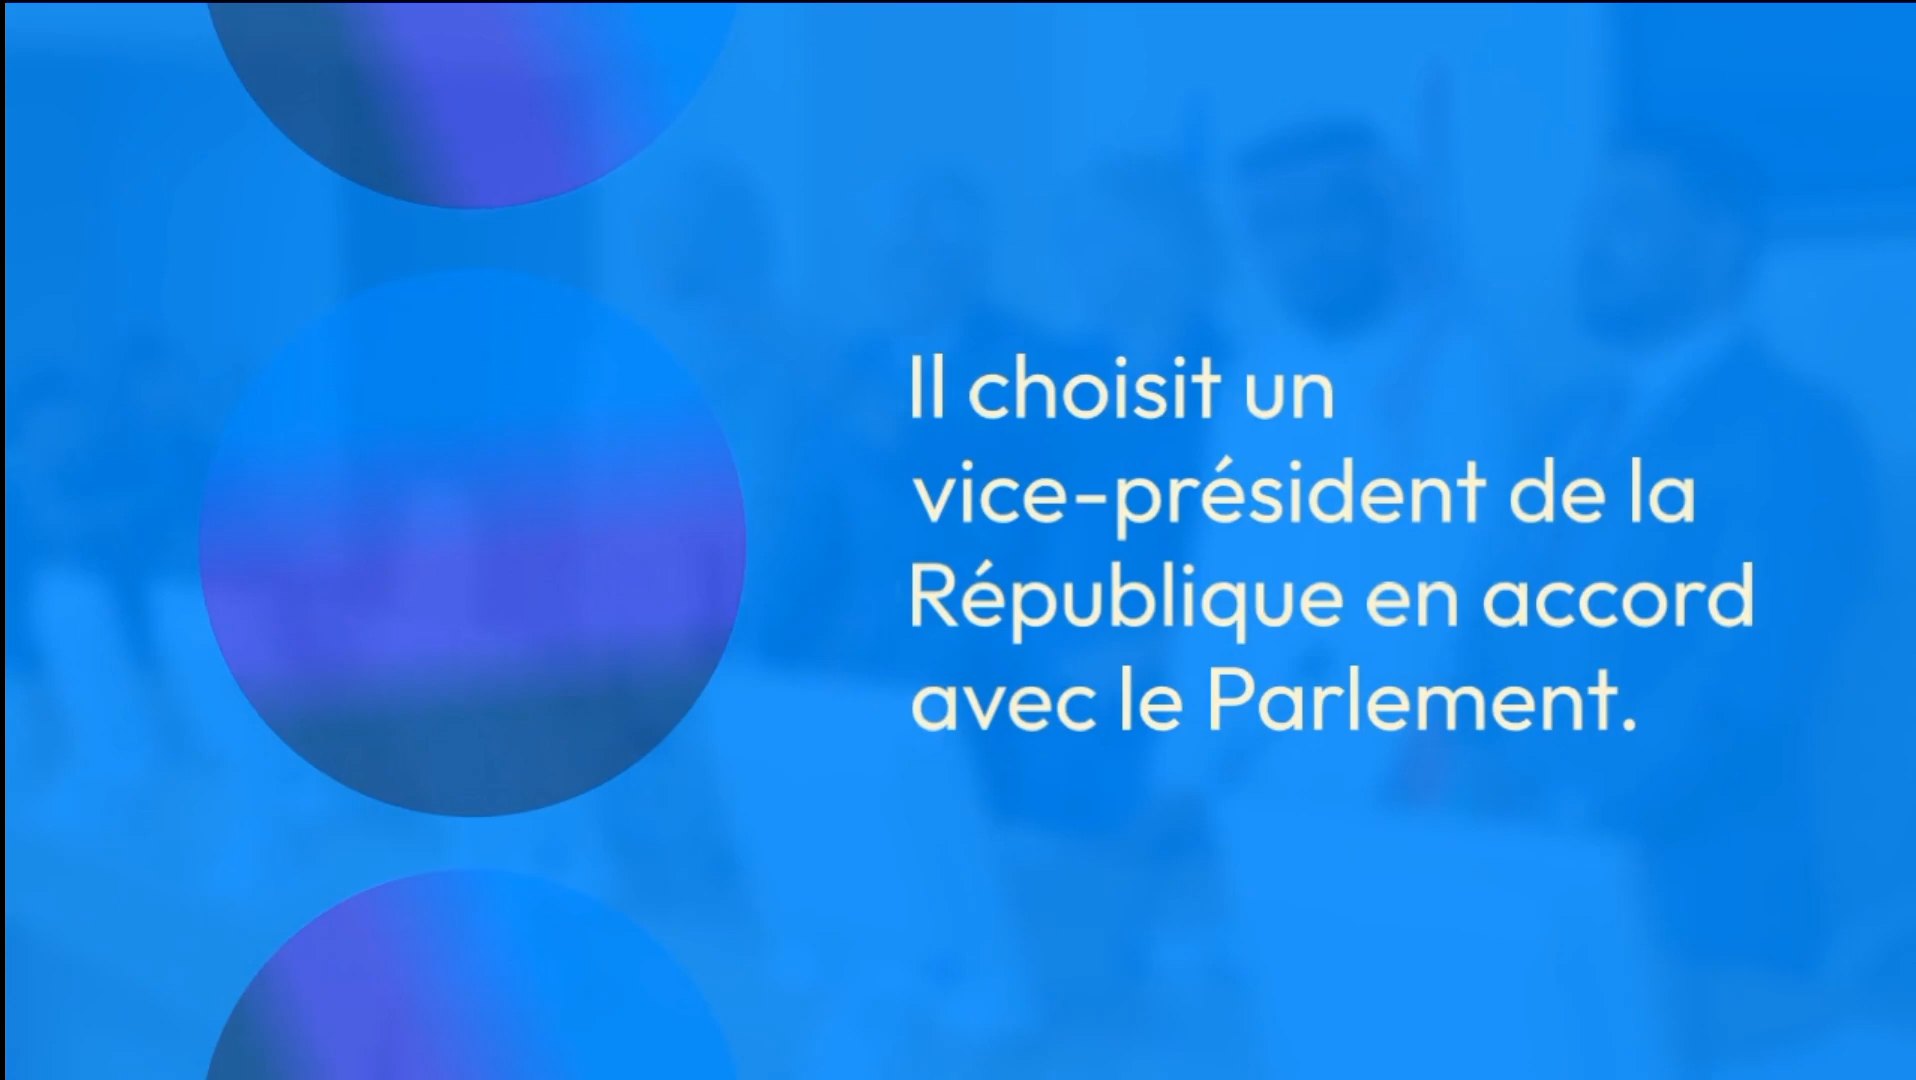 Il choisit un
vice-président de la
République en accord
avec le Parlement.